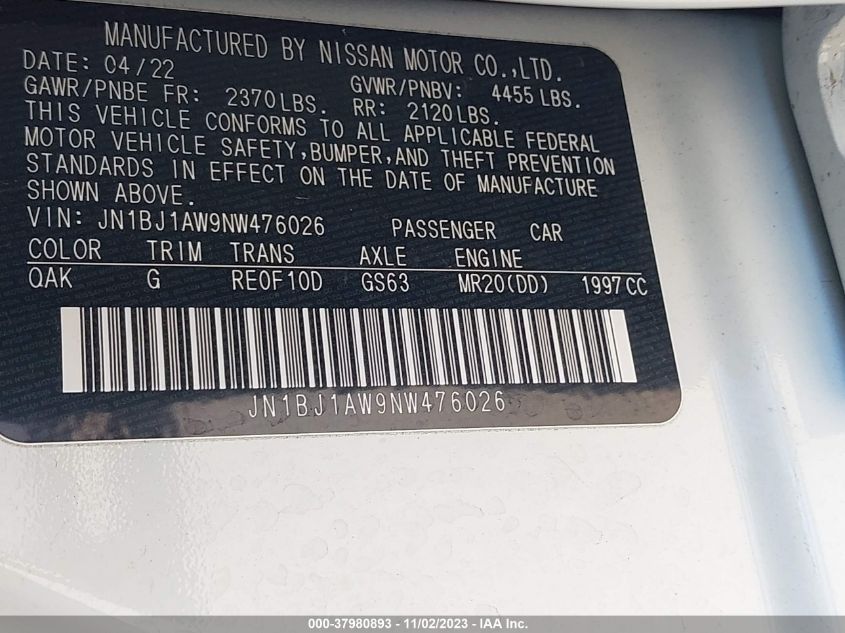 MANUFACTURED BY NISSAN MOTOR CO.,LTD.
DATE: 04/22 GVWR/PNBV: 4455 LBS.
GAWR/PNBE FR: 2370LBS. RR: 2120LBS.
THIS VEHICLE CONFORMS TO ALL APPLICABLE FEDERAL
MOTOR VEHICLE SAFETY,BUMPER,AND THEFT PREVENTION
STANDARDS IN EFFECT ON THE DATE OF MANUFACTURE
SHOWN ABOVE.
VIN: JN1BJ1AW9NW476026 PASSENGER CAR
COLOR TRIM TRANS AXLE ENGINE
QAK G RE0F10D GS63 MR20(DD) 1997CC
JN1BJ1AW9NW476026
000-37980893 - 11/02/2023 - IAA Inc.